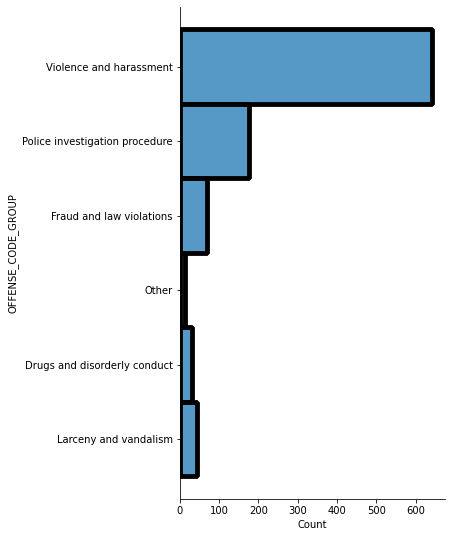 OFFENSE_CODE_GROUP
Violence and harassment
Police investigation procedure
Fraud and law violations
Other
Drugs and disorderly conduct
Larceny and vandalism
0 100 200 300 400 500 600
Count